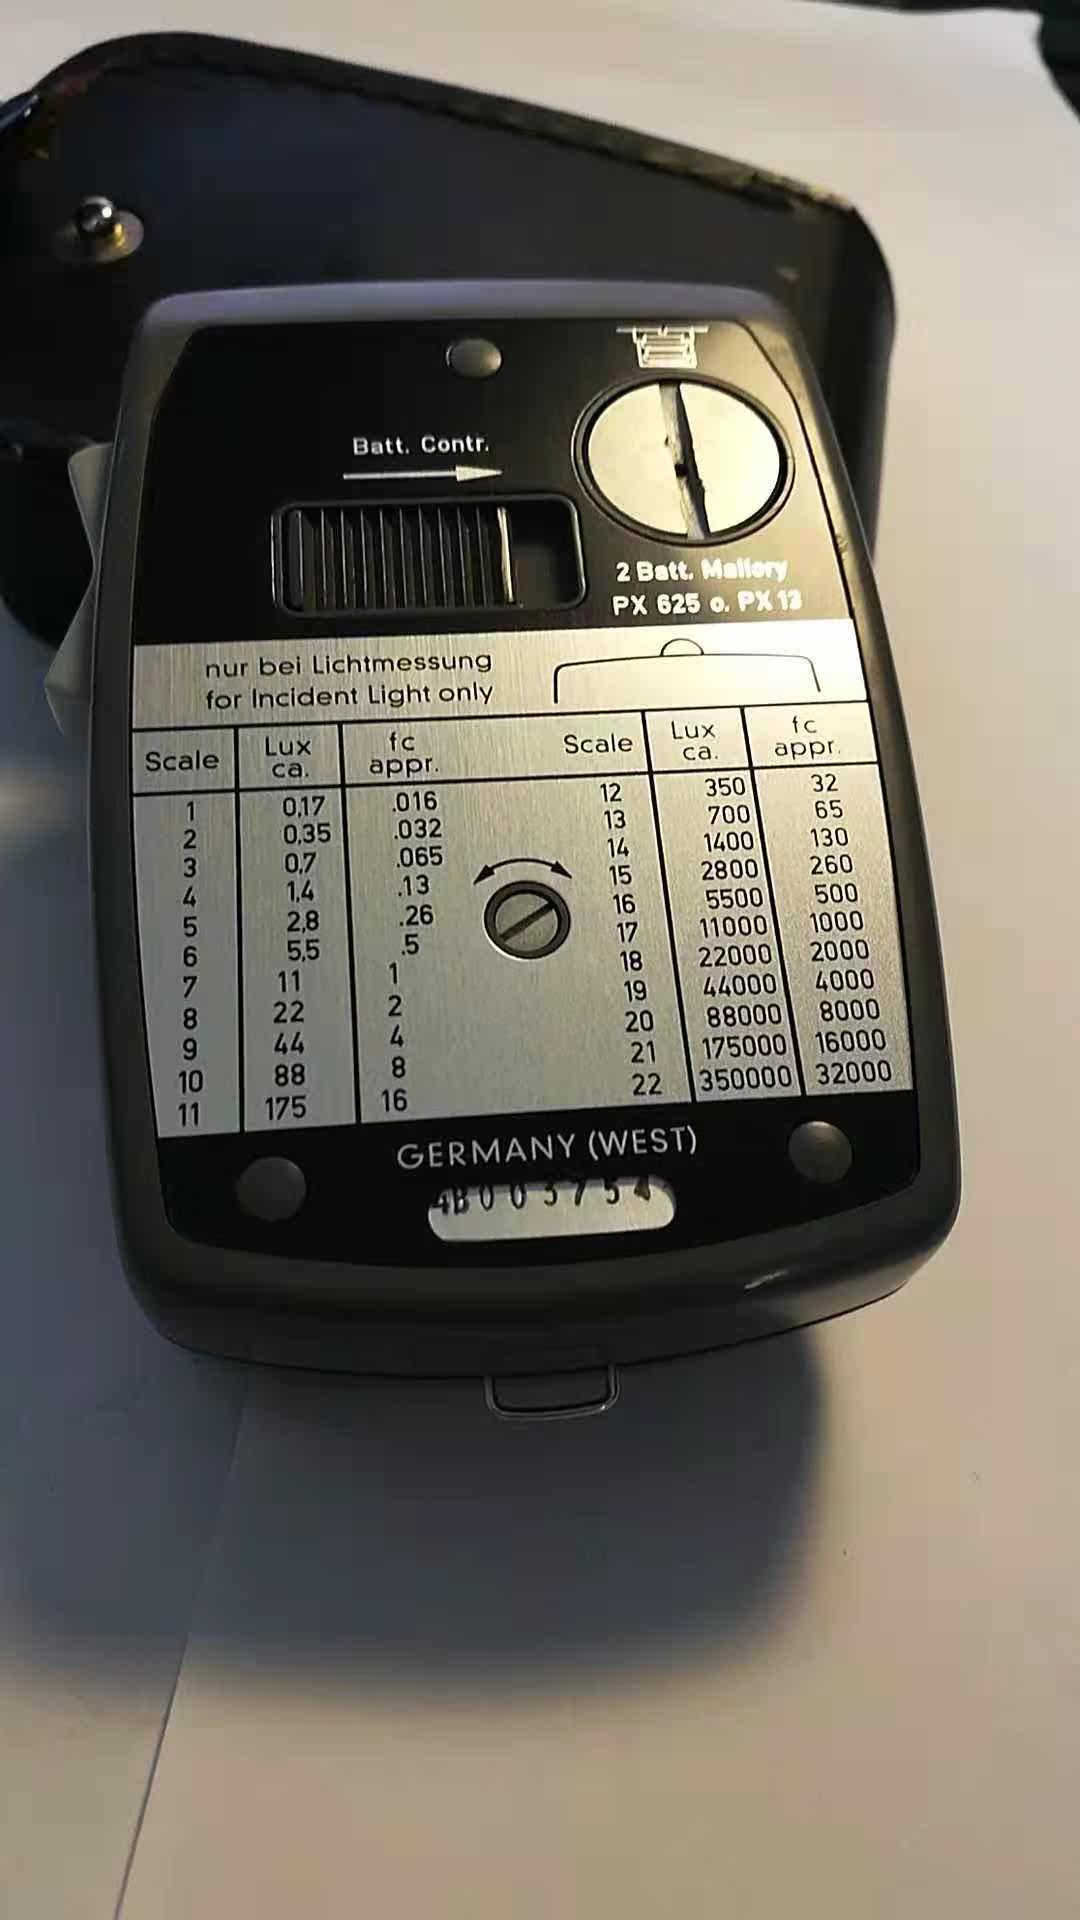 Batt. Contr.
2 Batt. Mallory
PX 625 o. PX 13
nur bei Lichtmessung
for Incident Light only
Scale Lux ca. fc appr. Scale Lux ca. fc appr.
1 0,17 .016 12 350 32
2 0,35 .032 13 700 65
3 0,7 .065 14 1400 130
4 1,4 .13 15 2800 260
5 2,8 .26 16 5500 500
6 5,5 .5 17 11000 1000
7 11 1 18 22000 2000
8 22 2 19 44000 4000
9 44 4 20 88000 8000
10 88 8 21 175000 16000
11 175 16 22 350000 32000
GERMANY (WEST)